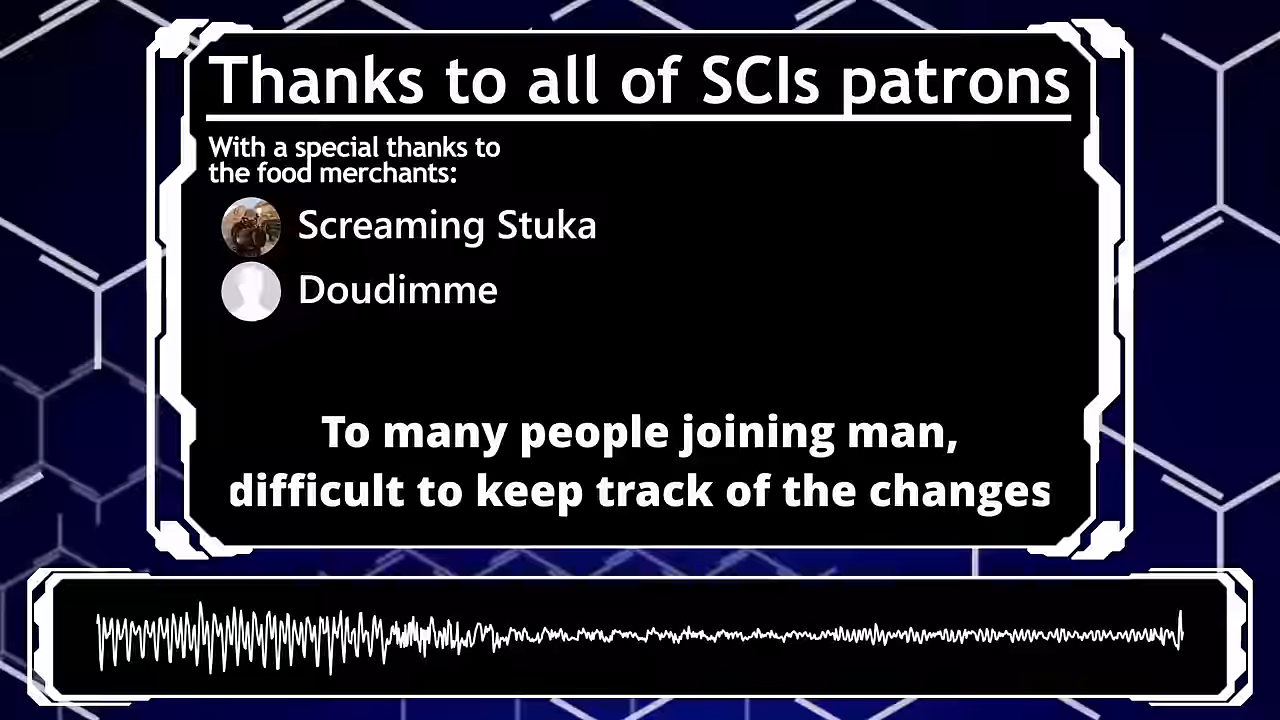 Thanks to all of SCIs patrons
With a special thanks to
the food merchants:
Screaming Stuka
Doudimme
To many people joining man,
difficult to keep track of the changes